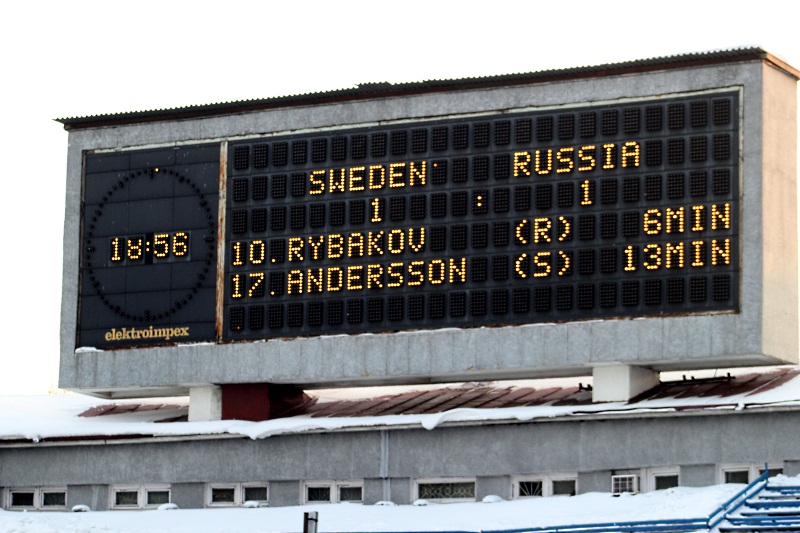 SWEDEN RUSSIA
1 : 1
10.RYBAKOV (R) 6MIN
17.ANDERSSON (S) 13MIN
18:56
elektroimpex